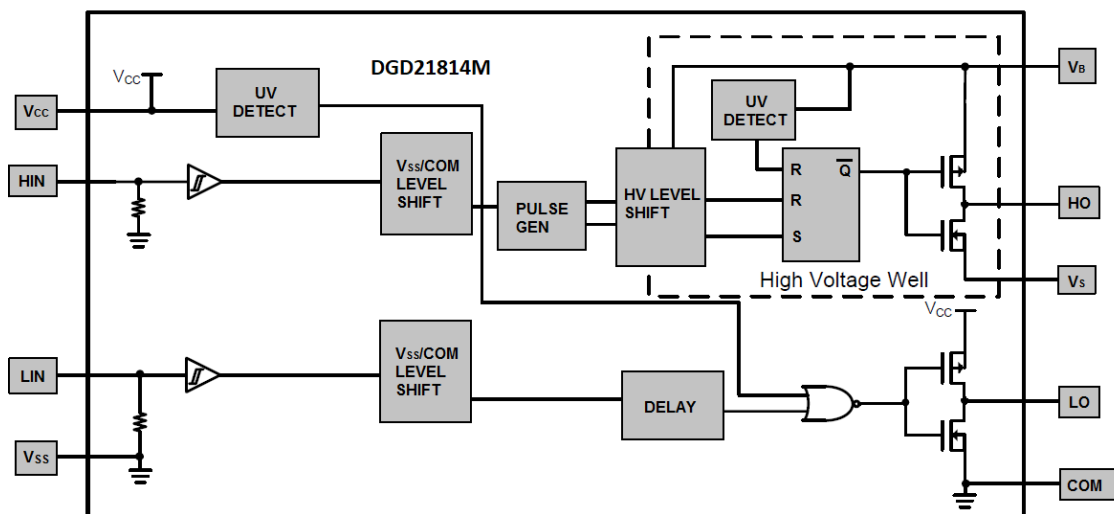 DGD21814M
VCC
VCC
UV
DETECT
HIN
VSS/COM
LEVEL
SHIFT
PULSE
GEN
HV LEVEL
SHIFT
UV
DETECT
R
Q
R
S
High Voltage Well
VB
HO
VS
VCC
LIN
VSS/COM
LEVEL
SHIFT
DELAY
LO
VSS
COM